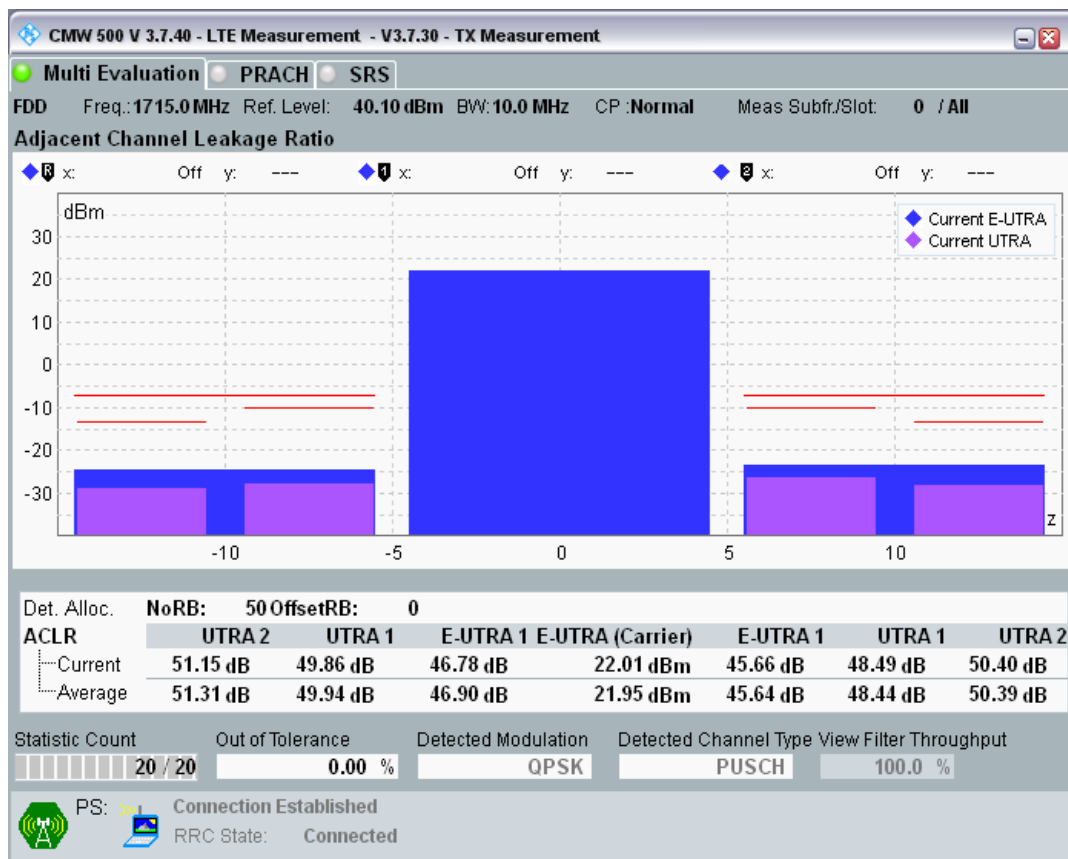 CMW 500 V 3.7.40 - LTE Measurement - V3.7.30 - TX Measurement
Multi Evaluation PRACH SRS
FDD Freq.:1715.0 MHz Ref. Level: 40.10 dBm BW:10.0 MHz CP :Normal Meas Subfr./Slot: 0 / All
Adjacent Channel Leakage Ratio
R x: Off y: --- 1 x: Off y: --- 2 x: Off y: ---
dBm
Current E-UTRA
Current UTRA
30
20
10
0
-10
-20
-30
z
-10 -5 0 5 10
Det. Alloc. NoRB: 50 OffsetRB: 0
ACLR UTRA 2 UTRA 1 E-UTRA 1 E-UTRA (Carrier) E-UTRA 1 UTRA 1 UTRA 2
Current 51.15 dB 49.86 dB 46.78 dB 22.01 dBm 45.66 dB 48.49 dB 50.40 dB
Average 51.31 dB 49.94 dB 46.90 dB 21.95 dBm 45.64 dB 48.44 dB 50.39 dB
Statistic Count Out of Tolerance Detected Modulation Detected Channel Type View Filter Throughput
20 / 20 0.00 % QPSK PUSCH 100.0 %
PS: Connection Established
RRC State: Connected